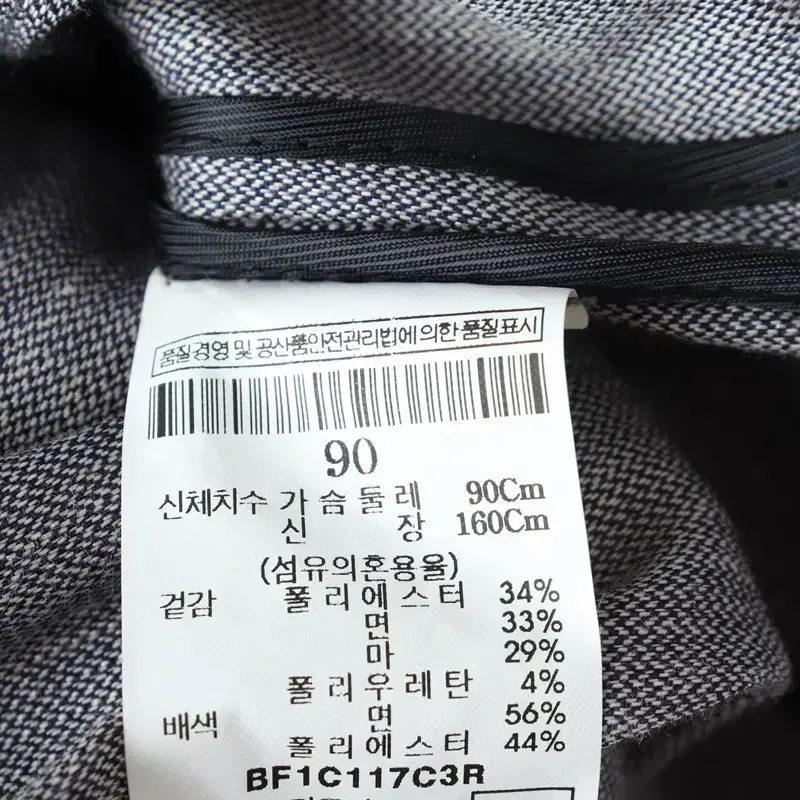 품질경영 및 공산품안전관리법에 의한 품질표시
90
신체치수 가슴둘레 90Cm
신장 160Cm
(섬유의혼용율)
겉감 폴리에스터 34%
면 33%
마 29%
폴리우레탄 4%
배색 면 56%
폴리에스터 44%
BF1C117C3R